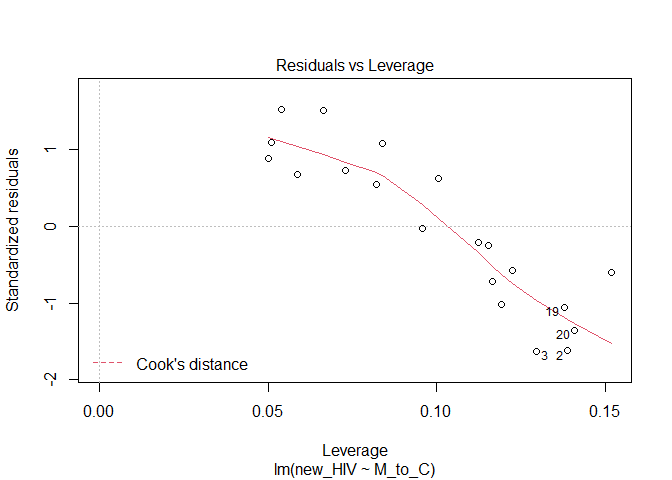 Residuals vs Leverage
Standardized residuals
1
0
-1
-2
19
20
3
2
Cook's distance
0.00
0.05
0.10
0.15
Leverage
lm(new_HIV ~ M_to_C)